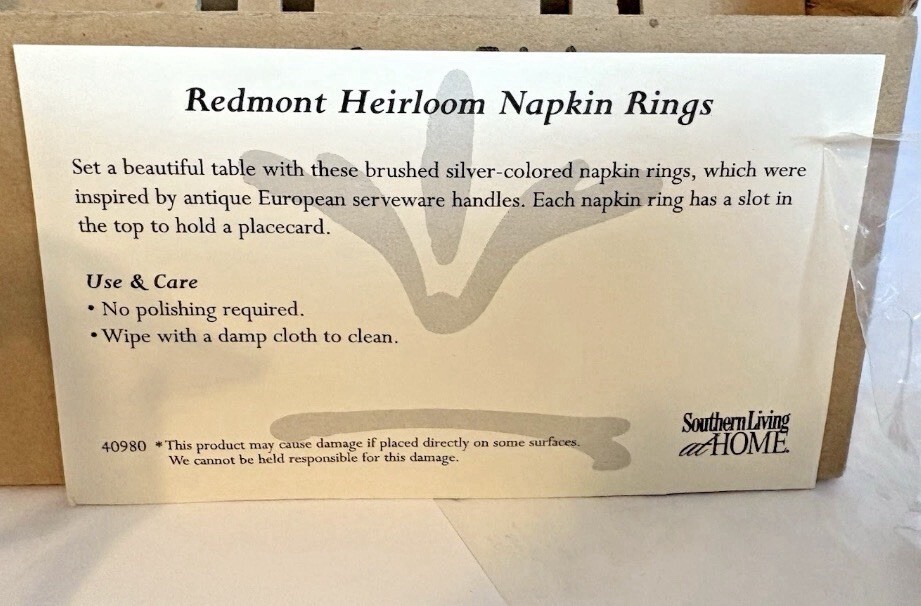 Redmont Heirloom Napkin Rings
Set a beautiful table with these brushed silver-colored napkin rings, which were
inspired by antique European serveware handles. Each napkin ring has a slot in
the top to hold a placecard.
Use & Care
• No polishing required.
• Wipe with a damp cloth to clean.
40980 * This product may cause damage if placed directly on some surfaces.
We cannot be held responsible for this damage.
Southern Living
at HOME.